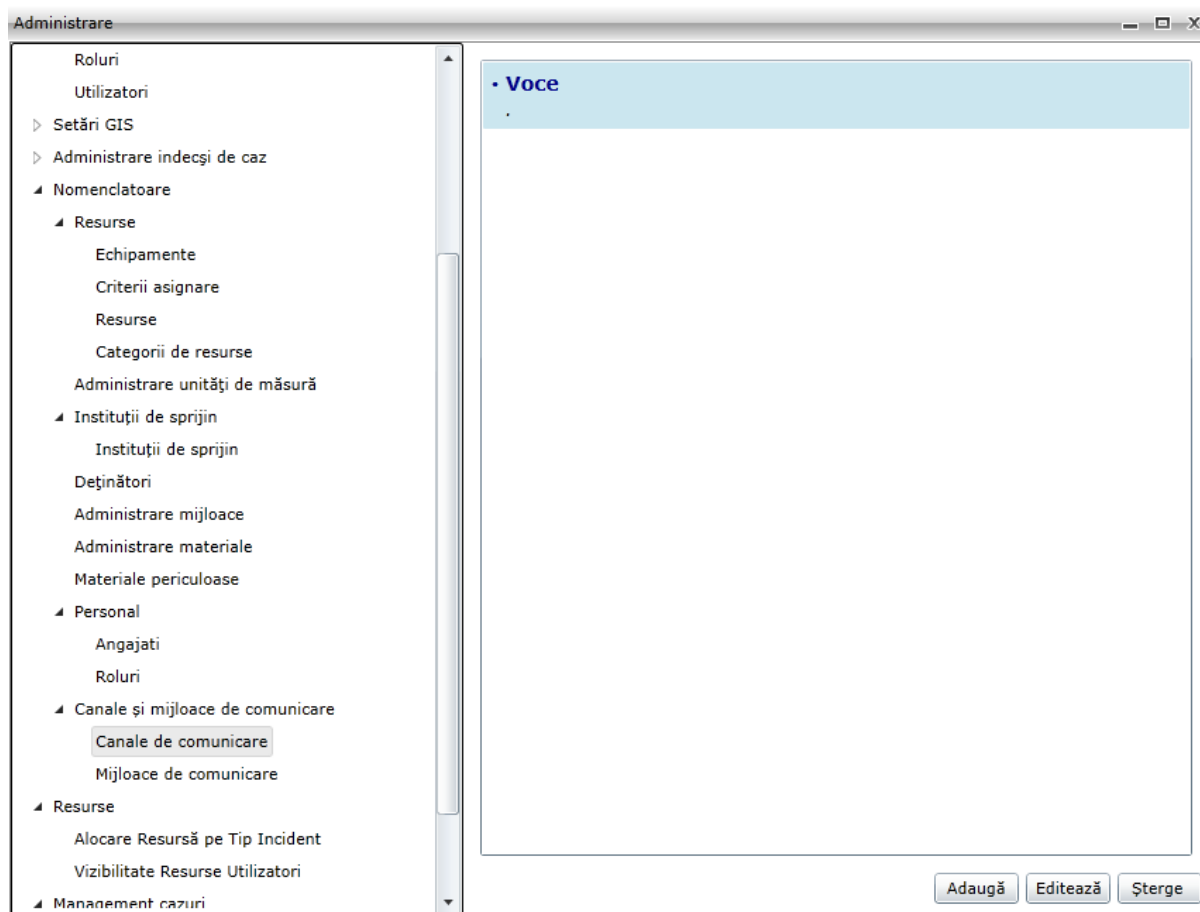 Administrare
Roluri
Utilizatori
Setări GIS
Administrare indecşi de caz
Nomenclatoare
Resurse
Echipamente
Criterii asignare
Resurse
Categorii de resurse
Administrare unităţi de măsură
Instituţii de sprijin
Instituţii de sprijin
Deţinători
Administrare mijloace
Administrare materiale
Materiale periculoase
Personal
Angajati
Roluri
Canale și mijloace de comunicare
Canale de comunicare
Mijloace de comunicare
Resurse
Alocare Resursă pe Tip Incident
Vizibilitate Resurse Utilizatori
Management cazuri
· Voce
.
Adaugă Editează Şterge